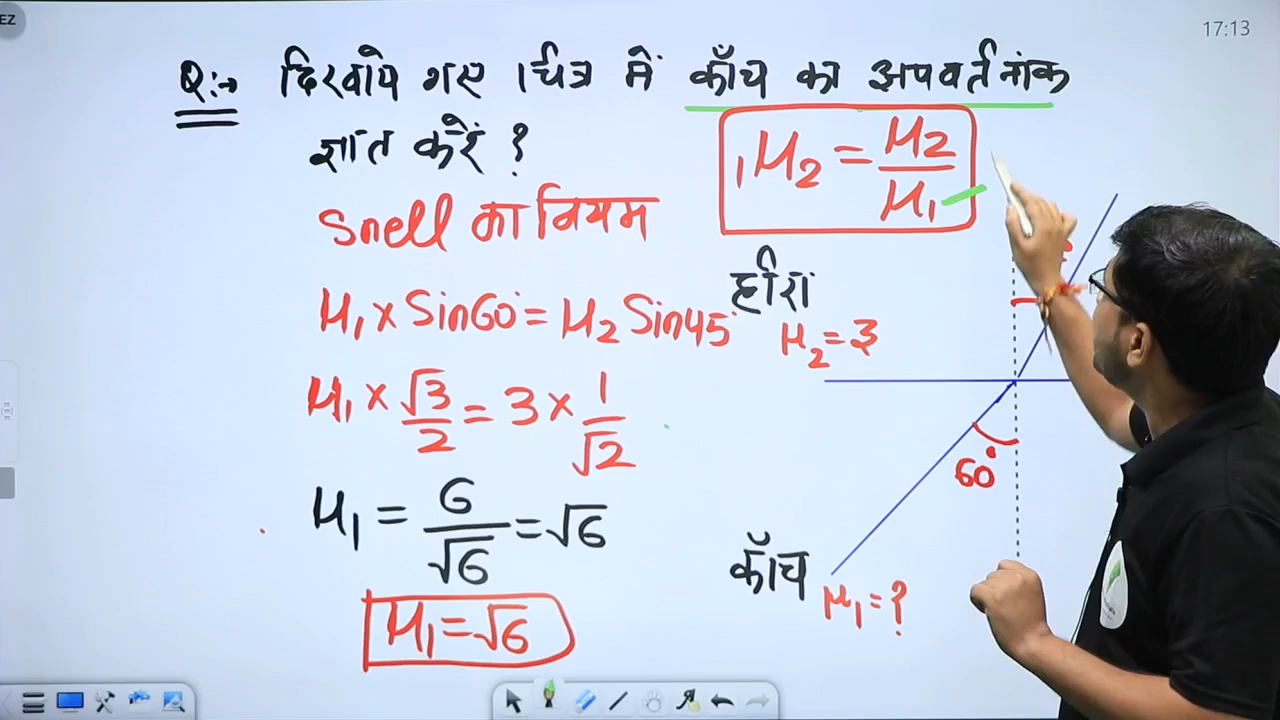 EZ
17:13
Q:→ दिखाये गए चित्र में काँच का अपवर्तनांक
ज्ञात करें ?
₁μ₂ = μ₂/μ₁
Snell का नियम
μ₁ × Sin60° = μ₂ Sin45°
μ₁ × √3/2 = 3 × 1/√2
μ₁ = 6/√6 = √6
μ₁ = √6
हीरा
μ₂ = 3
60°
काँच
μ₁ = ?